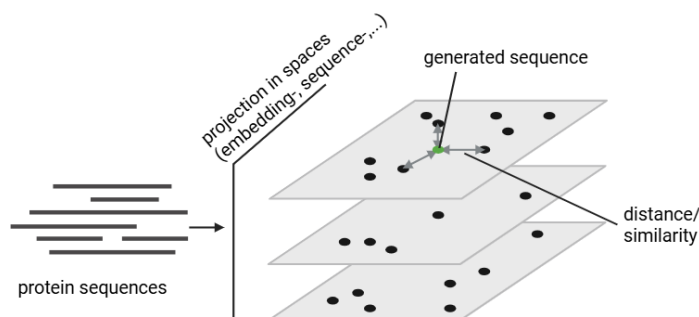 projection in spaces
(embedding-, sequence-,...)
generated sequence
distance/
similarity
protein sequences